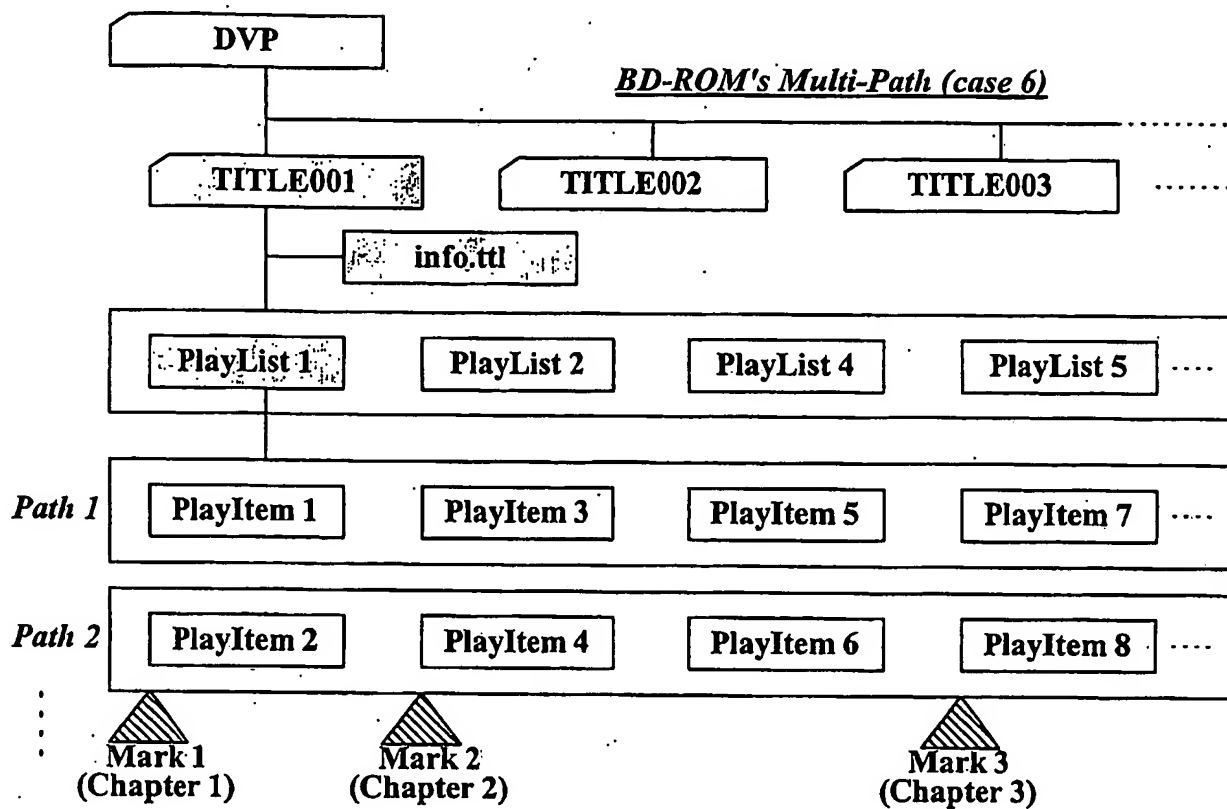 DVP
BD-ROM's Multi-Path (case 6)
TITLE001
TITLE002
TITLE003
info.ttl
PlayList 1
PlayList 2
PlayList 4
PlayList 5
Path 1
PlayItem 1
PlayItem 3
PlayItem 5
PlayItem 7
Path 2
PlayItem 2
PlayItem 4
PlayItem 6
PlayItem 8
Mark 1
(Chapter 1)
Mark 2
(Chapter 2)
Mark 3
(Chapter 3)